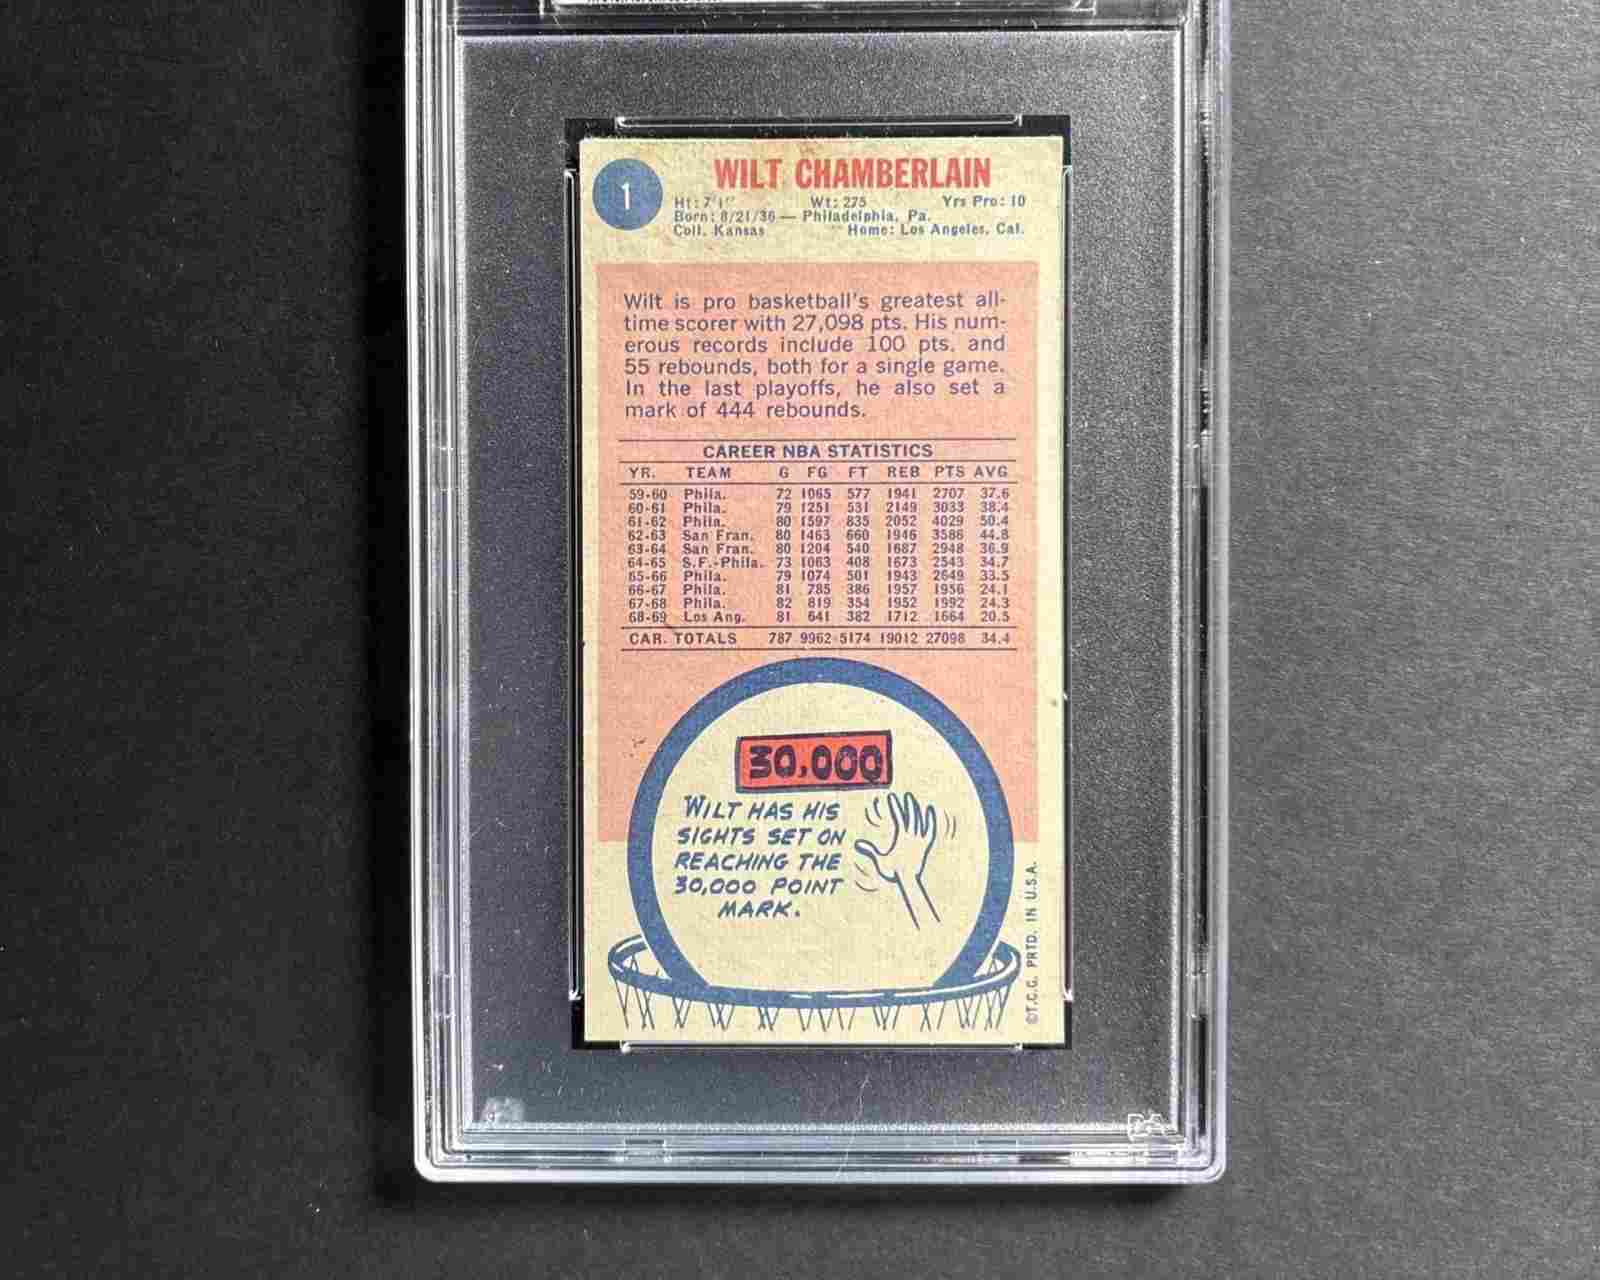 1
WILT CHAMBERLAIN
Ht: 7'1" Wt: 275 Yrs Pro: 10
Born: 8/21/36 — Philadelphia, Pa.
Coll. Kansas Home: Los Angeles, Cal.
Wilt is pro basketball's greatest all-
time scorer with 27,098 pts. His num-
erous records include 100 pts. and
55 rebounds, both for a single game.
In the last playoffs, he also set a
mark of 444 rebounds.
CAREER NBA STATISTICS
YR. TEAM G FG FT REB PTS AVG
59-60 Phila. 72 1065 577 1941 2707 37.6
60-61 Phila. 79 1251 531 2149 3033 38.4
61-62 Phila. 80 1597 835 2052 4029 50.4
62-63 San Fran. 80 1463 660 1946 3586 44.8
63-64 San Fran. 80 1204 540 1687 2948 36.9
64-65 S.F.-Phila. 73 1063 408 1673 2543 34.7
65-66 Phila. 79 1074 501 1943 2649 33.5
66-67 Phila. 81 785 386 1957 1956 24.1
67-68 Phila. 82 819 354 1952 1992 24.3
68-69 Los Ang. 81 641 382 1712 1664 20.5
CAR. TOTALS 787 9962 5174 19012 27098 34.4
30,000
WILT HAS HIS
SIGHTS SET ON
REACHING THE
30,000 POINT
MARK.
©T.C.G. PRTD. IN U.S.A.